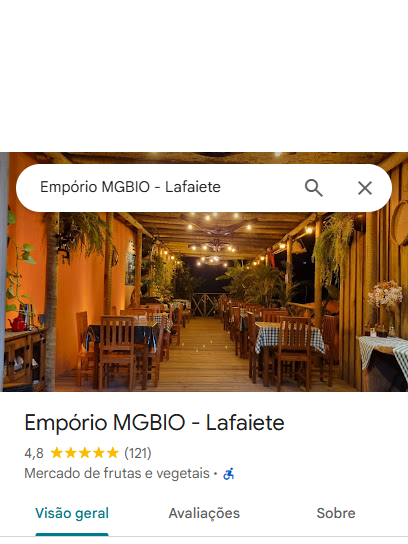 Empório MGBIO - Lafaiete
Empório MGBIO - Lafaiete
4,8 (121)
Mercado de frutas e vegetais ·
Visão geral Avaliações Sobre